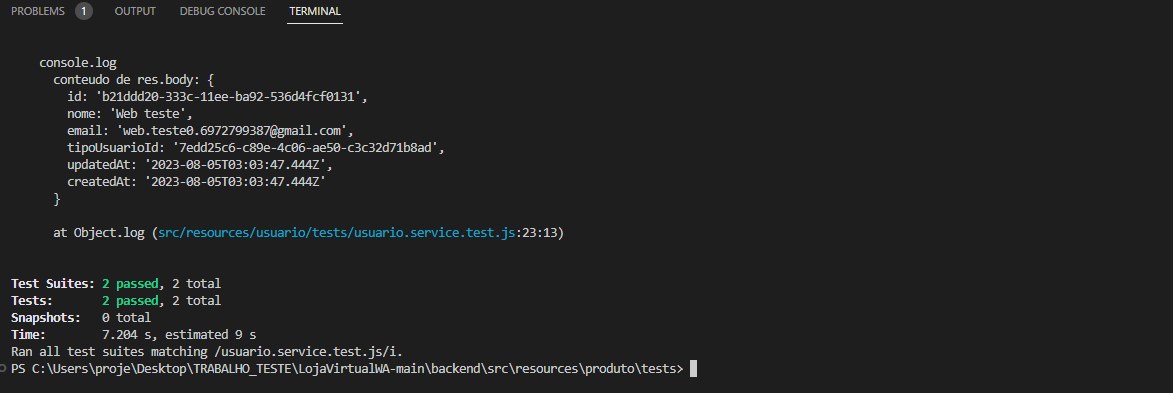 PROBLEMS 1 OUTPUT DEBUG CONSOLE TERMINAL
console.log
conteudo de res.body: {
id: 'b21ddd20-333c-11ee-ba92-536d4fcf0131',
nome: 'Web teste',
email: 'web.teste0.6972799387@gmail.com',
tipoUsuarioId: '7edd25c6-c89e-4c06-ae50-c3c32d71b8ad',
updatedAt: '2023-08-05T03:03:47.444Z',
createdAt: '2023-08-05T03:03:47.444Z'
}
at Object.log (src/resources/usuario/tests/usuario.service.test.js:23:13)
Test Suites: 2 passed, 2 total
Tests: 2 passed, 2 total
Snapshots: 0 total
Time: 7.204 s, estimated 9 s
Ran all test suites matching /usuario.service.test.js/i.
PS C:\Users\proje\Desktop\TRABALHO_TESTE\LojaVirtualWA-main\backend\src\resources\produto\tests>